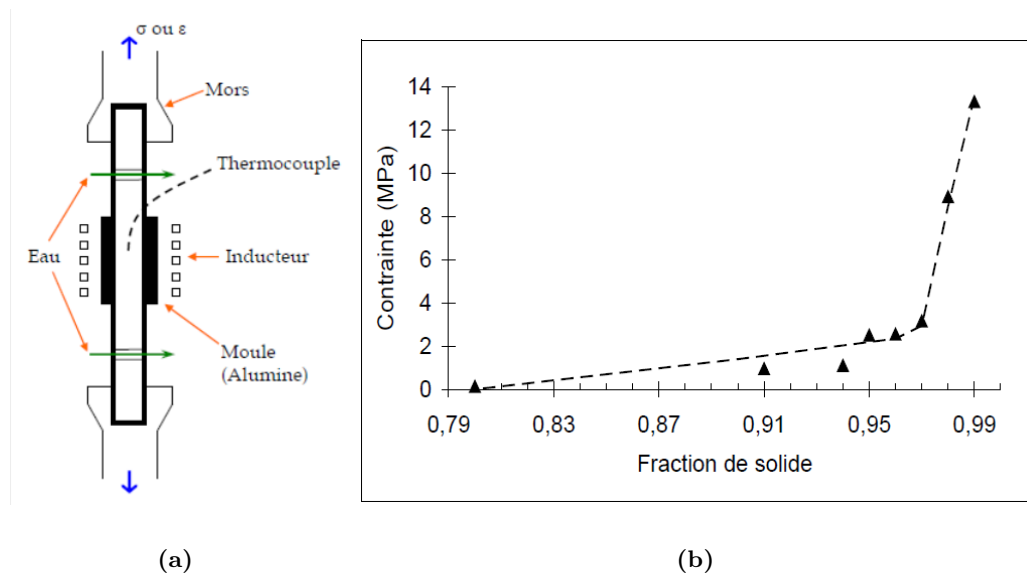 σ ou ε
Mors
Thermocouple
Eau
Inducteur
Moule
(Alumine)
Contrainte (MPa)
14
12
10
8
6
4
2
0
0,79 0,83 0,87 0,91 0,95 0,99
Fraction de solide
(a) (b)